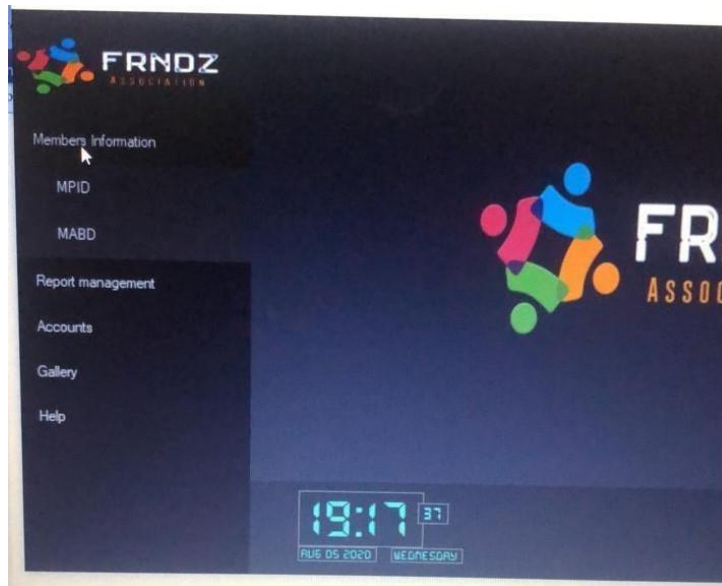 FRNDZ
ASSOCIATION
Members Information
MPID
MABD
Report management
Accounts
Gallery
Help
FR
ASSOC
19:17
37
AUG 05 2020
WEDNESDAY